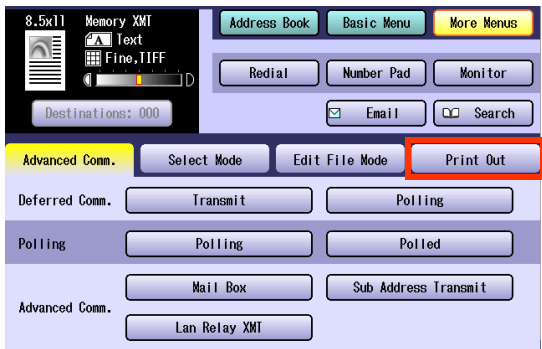 8.5x11 Memory XMT Address Book Basic Menu More Menus
A Text
Fine,TIFF
Redial Number Pad Monitor
D
Destinations: 000 Email Search
Advanced Comm. Select Mode Edit File Mode Print Out
Deferred Comm. Transmit Polling
Polling Polling Polled
Mail Box Sub Address Transmit
Advanced Comm.
Lan Relay XMT